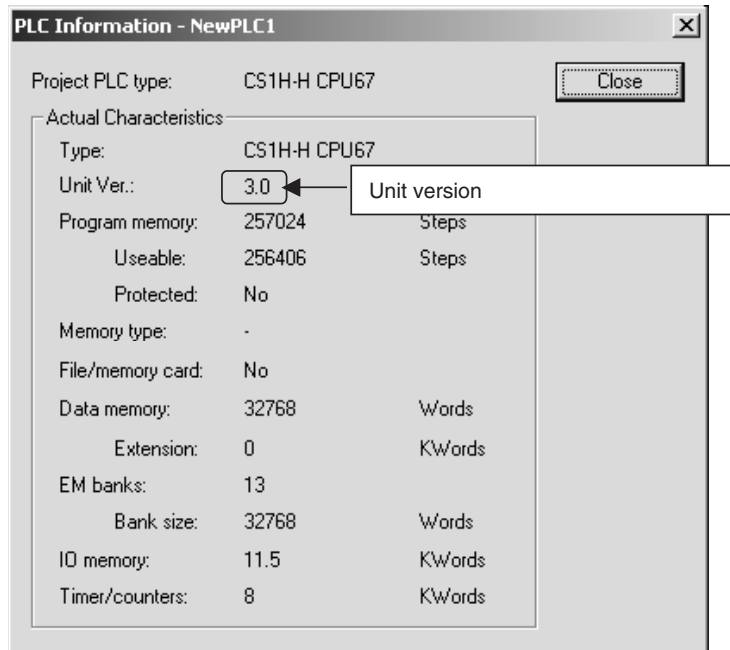 PLC Information - NewPLC1
Project PLC type: CS1H-H CPU67 Close
Actual Characteristics
Type: CS1H-H CPU67
Unit Ver.: 3.0 Unit version
Program memory: 257024 Steps
Useable: 256406 Steps
Protected: No
Memory type: -
File/memory card: No
Data memory: 32768 Words
Extension: 0 KWords
EM banks: 13
Bank size: 32768 Words
IO memory: 11.5 KWords
Timer/counters: 8 KWords